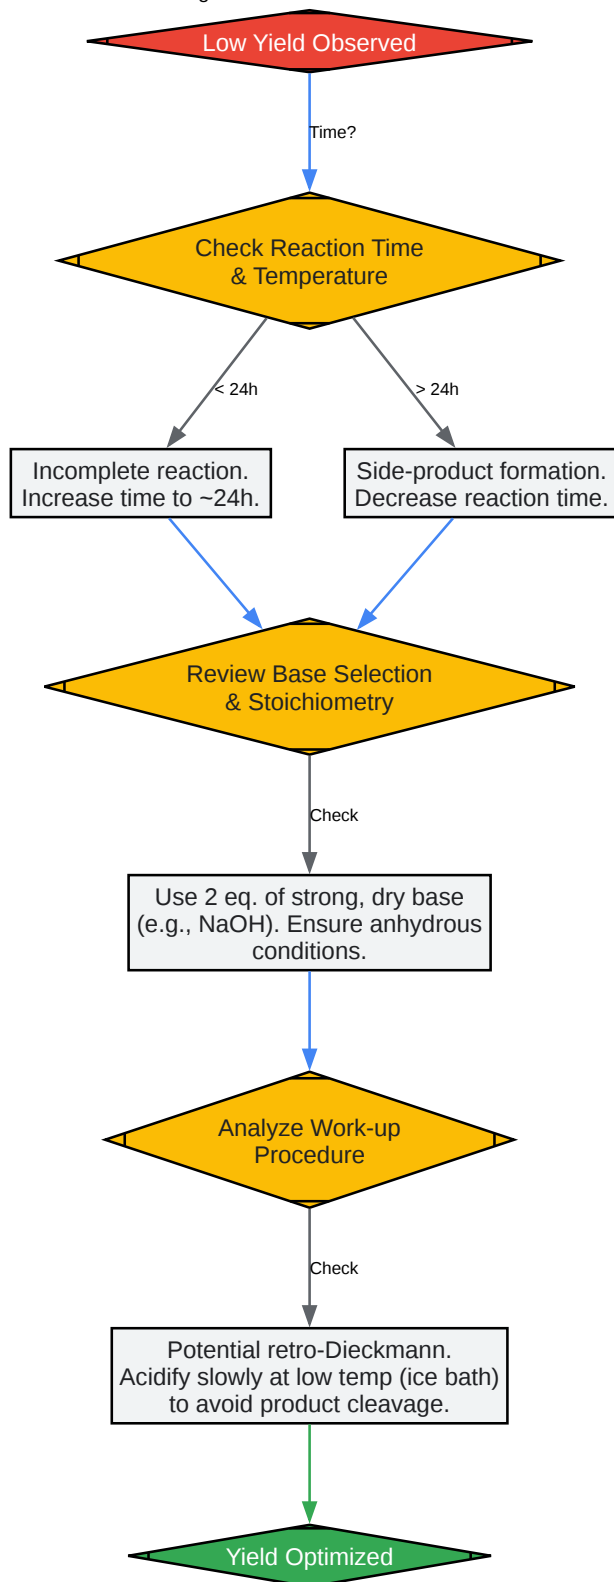 Low Yield Observed
Time?
Check Reaction Time
& Temperature
< 24h
> 24h
Incomplete reaction.
Increase time to ~24h.
Side-product formation.
Decrease reaction time.
Review Base Selection
& Stoichiometry
Check
Use 2 eq. of strong, dry base
(e.g., NaOH). Ensure anhydrous
conditions.
Analyze Work-up
Procedure
Check
Potential retro-Dieckmann.
Acidify slowly at low temp (ice bath)
to avoid product cleavage.
Yield Optimized